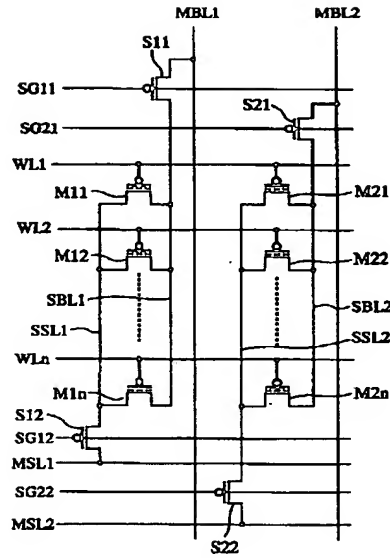 MBL1 MBL2
S11
SG11
S21
SG21
WL1
M11 M21
WL2
M12 M22
SBL1 SBL2
SSL1 SSL2
WLn
M1n M2n
S12
SG12
MSL1
SG22
MSL2
S22